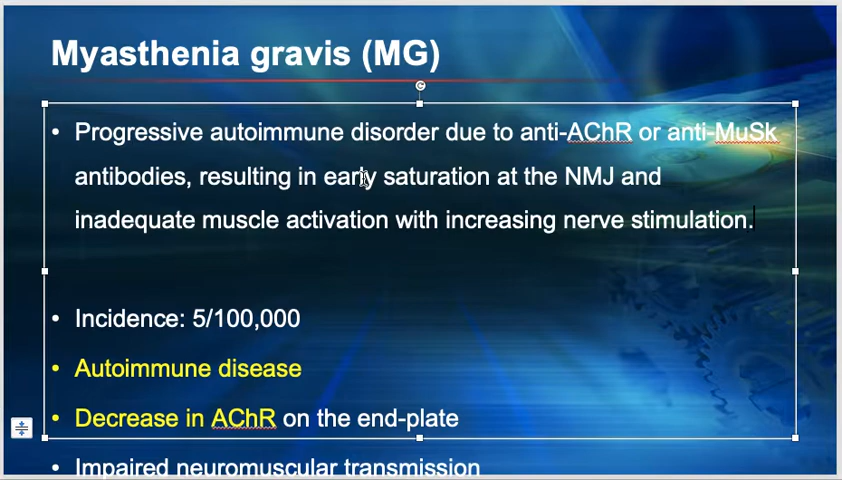 Myasthenia gravis (MG)
• Progressive autoimmune disorder due to anti-AChR or anti-MuSk
antibodies, resulting in early saturation at the NMJ and
inadequate muscle activation with increasing nerve stimulation.
• Incidence: 5/100,000
• Autoimmune disease
• Decrease in AChR on the end-plate
• Impaired neuromuscular transmission